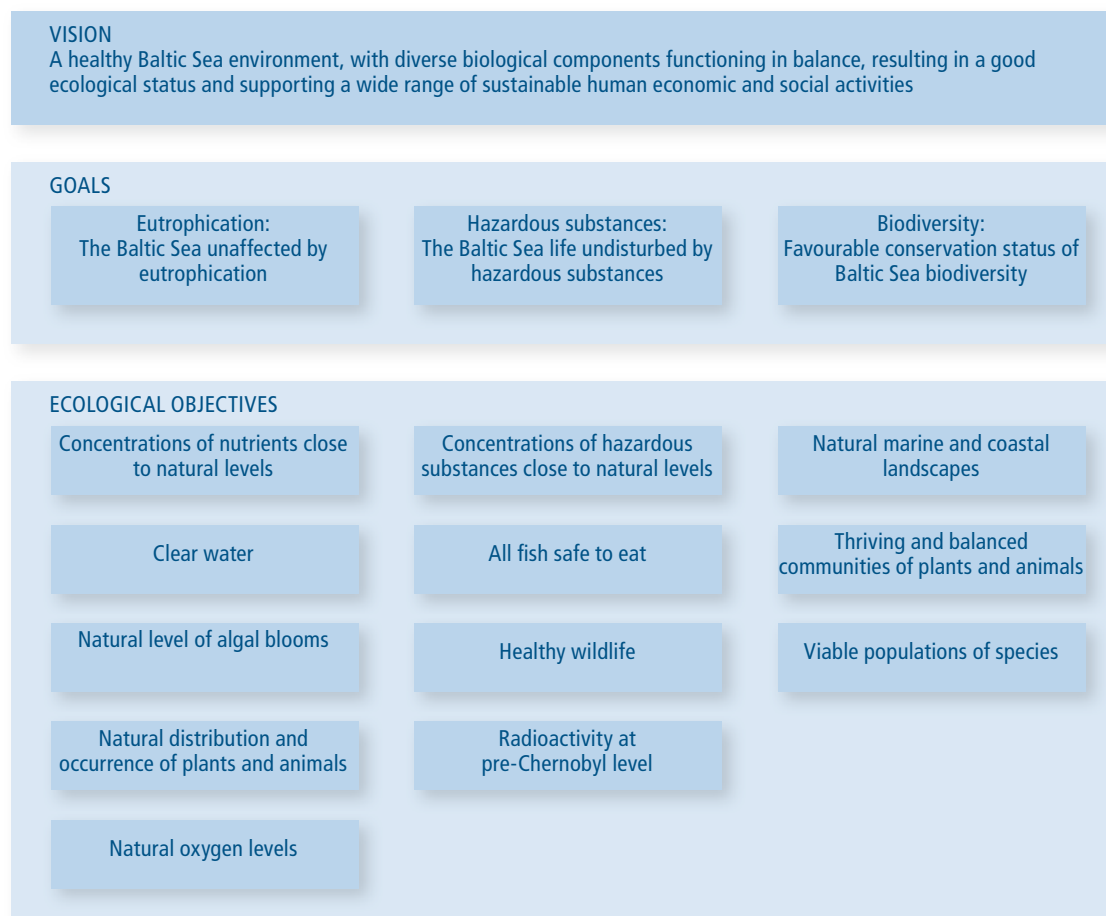 VISION
A healthy Baltic Sea environment, with diverse biological components functioning in balance, resulting in a good
ecological status and supporting a wide range of sustainable human economic and social activities
GOALS
Eutrophication:
The Baltic Sea unaffected by
eutrophication
Hazardous substances:
The Baltic Sea life undisturbed by
hazardous substances
Biodiversity:
Favourable conservation status of
Baltic Sea biodiversity
ECOLOGICAL OBJECTIVES
Concentrations of nutrients close
to natural levels
Concentrations of hazardous
substances close to natural levels
Natural marine and coastal
landscapes
Clear water
All fish safe to eat
Thriving and balanced
communities of plants and animals
Natural level of algal blooms
Healthy wildlife
Viable populations of species
Natural distribution and
occurrence of plants and animals
Radioactivity at
pre-Chernobyl level
Natural oxygen levels